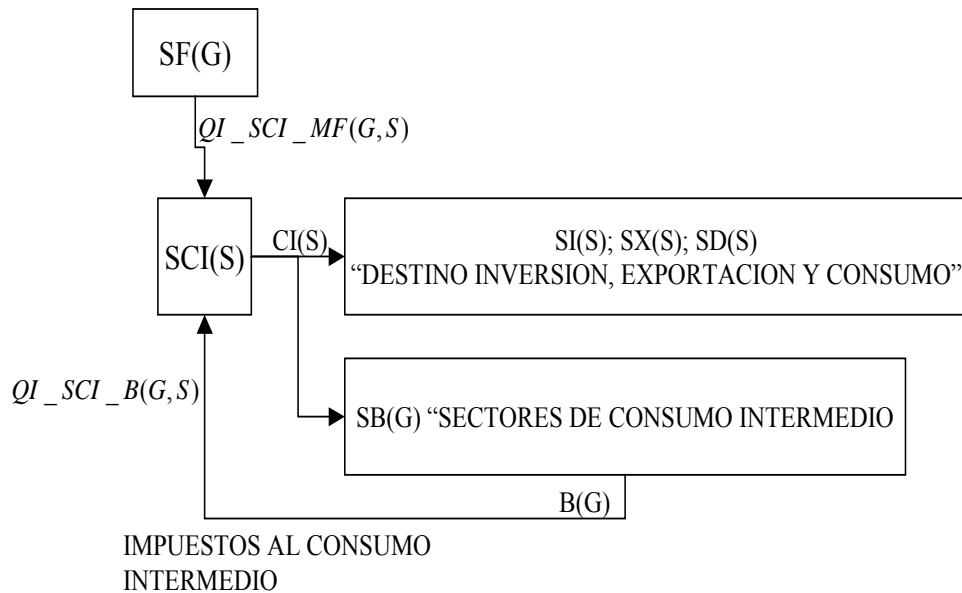 SF(G)
QI _ SCI _ MF(G,S)
SCI(S)
CI(S)
SI(S); SX(S); SD(S)
“DESTINO INVERSION, EXPORTACION Y CONSUMO”
QI _ SCI _ B(G,S)
SB(G) “SECTORES DE CONSUMO INTERMEDIO
B(G)
IMPUESTOS AL CONSUMO
INTERMEDIO